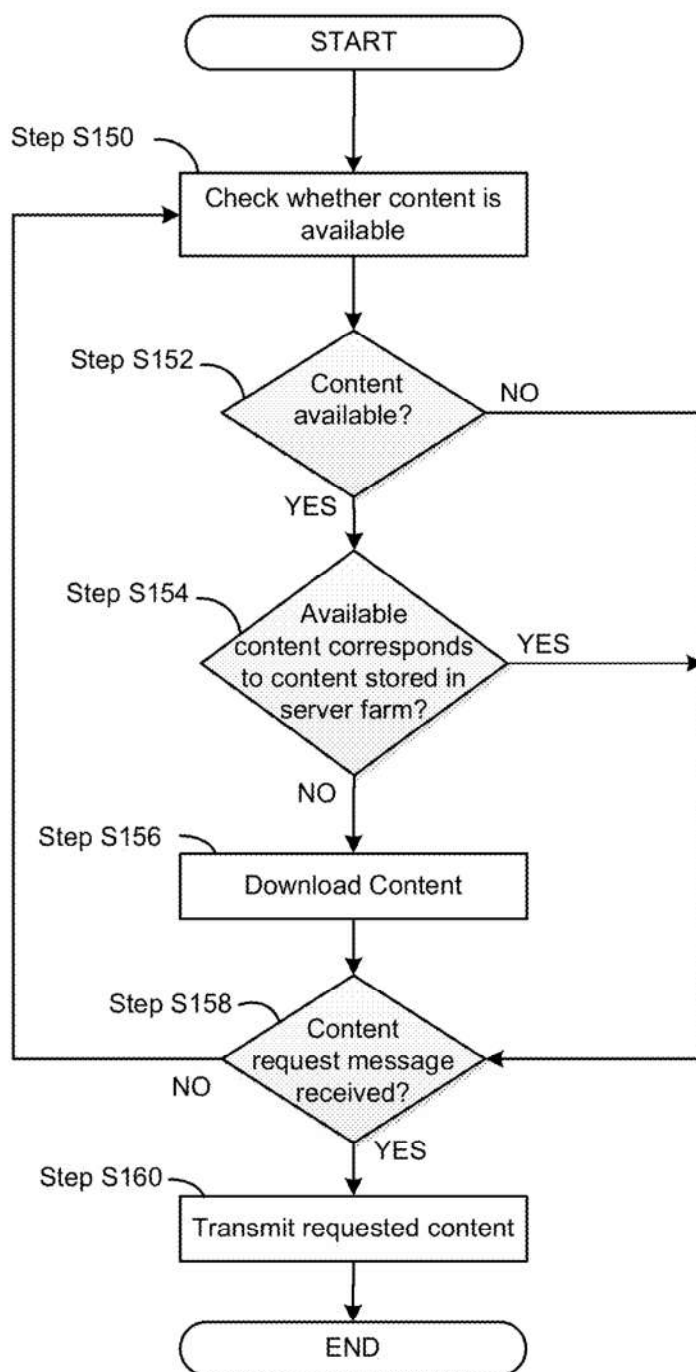 START
Step S150
Check whether content is
available
Step S152
Content
available?
NO
YES
Step S154
Available
content corresponds
to content stored in
server farm?
YES
NO
Step S156
Download Content
Step S158
Content
request message
received?
NO
YES
Step S160
Transmit requested content
END